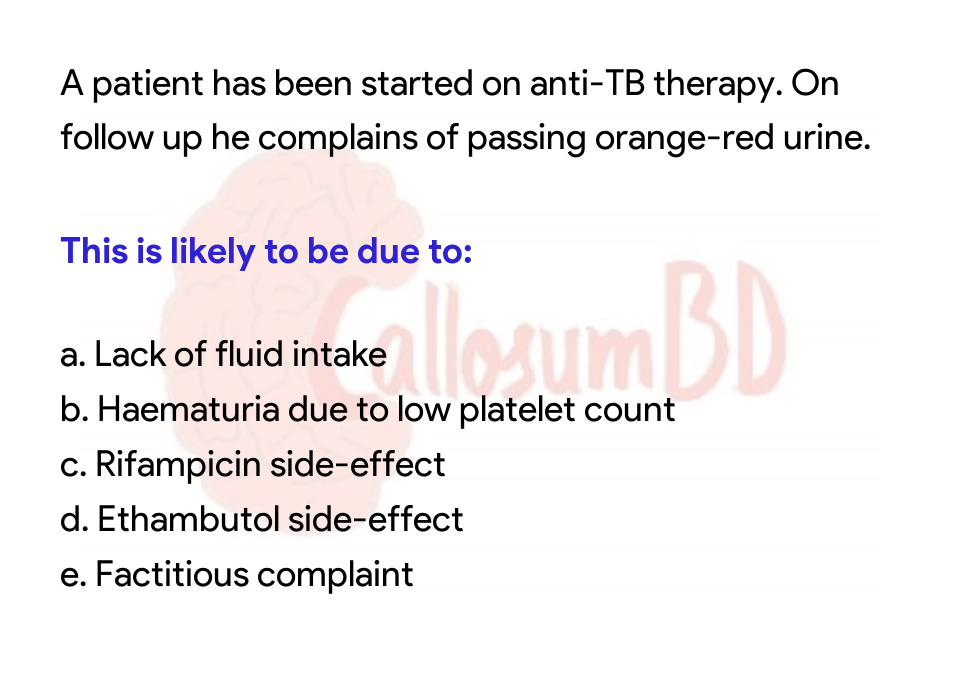 A patient has been started on anti-TB therapy. On
follow up he complains of passing orange-red urine.
This is likely to be due to:
CallosumBD
a. Lack of fluid intake
b. Haematuria due to low platelet count
c. Rifampicin side-effect
d. Ethambutol side-effect
e. Factitious complaint